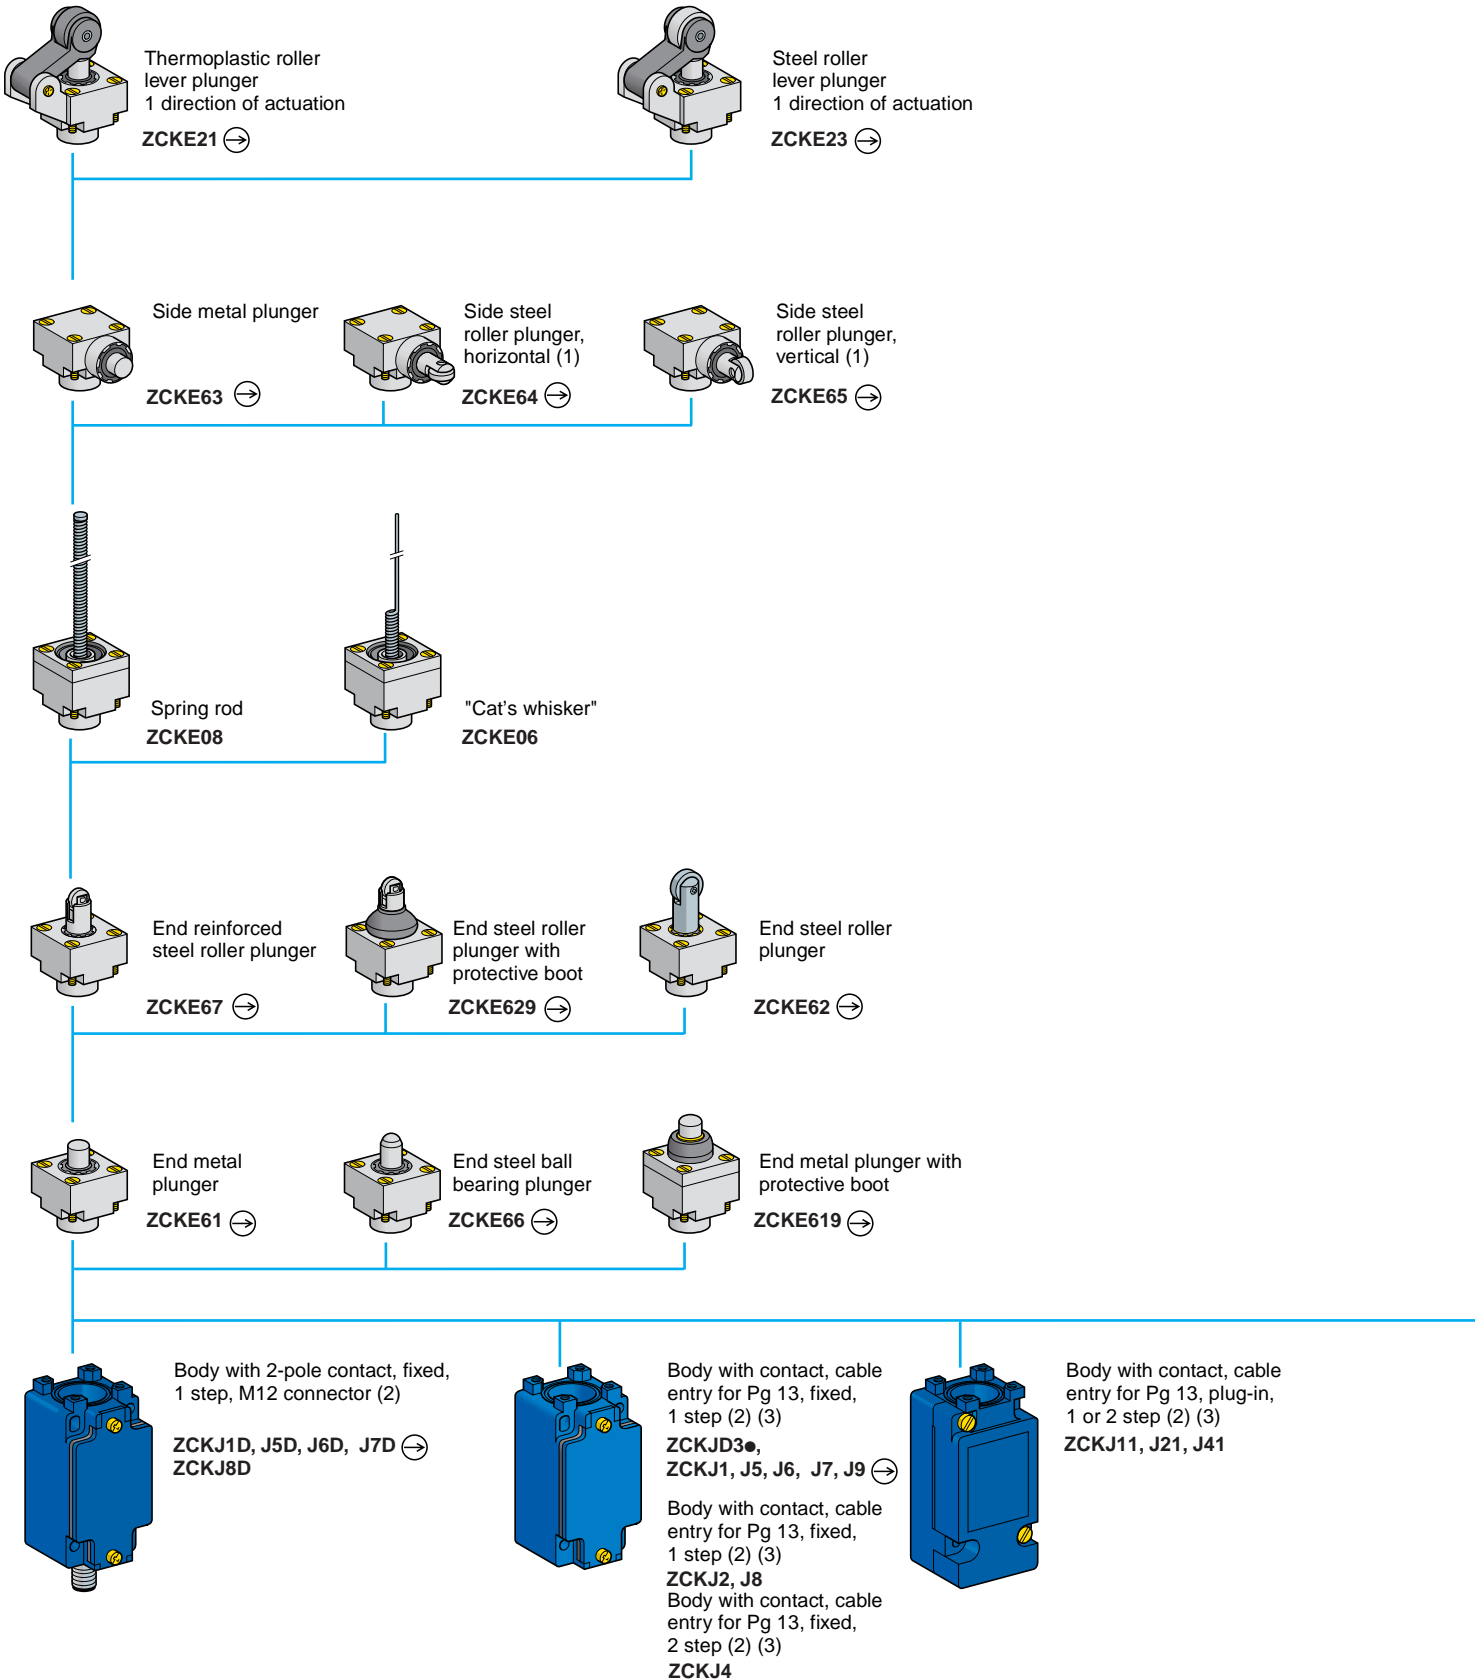 Thermoplastic roller
lever plunger
1 direction of actuation
ZCKE21
Steel roller
lever plunger
1 direction of actuation
ZCKE23
Side metal plunger
ZCKE63
Side steel
roller plunger,
horizontal (1)
ZCKE64
Side steel
roller plunger,
vertical (1)
ZCKE65
Spring rod
ZCKE08
"Cat's whisker"
ZCKE06
End reinforced
steel roller plunger
ZCKE67
End steel roller
plunger with
protective boot
ZCKE629
End steel roller
plunger
ZCKE62
End metal
plunger
ZCKE61
End steel ball
bearing plunger
ZCKE66
End metal plunger with
protective boot
ZCKE619
Body with 2-pole contact, fixed,
1 step, M12 connector (2)
ZCKJ1D, J5D, J6D, J7D
ZCKJ8D
Body with contact, cable
entry for Pg 13, fixed,
1 step (2) (3)
ZCKJD3●,
ZCKJ1, J5, J6, J7, J9
Body with contact, cable
entry for Pg 13, fixed,
1 step (2) (3)
ZCKJ2, J8
Body with contact, cable
entry for Pg 13, fixed,
2 step (2) (3)
ZCKJ4
Body with contact, cable
entry for Pg 13, plug-in,
1 or 2 step (2) (3)
ZCKJ11, J21, J41